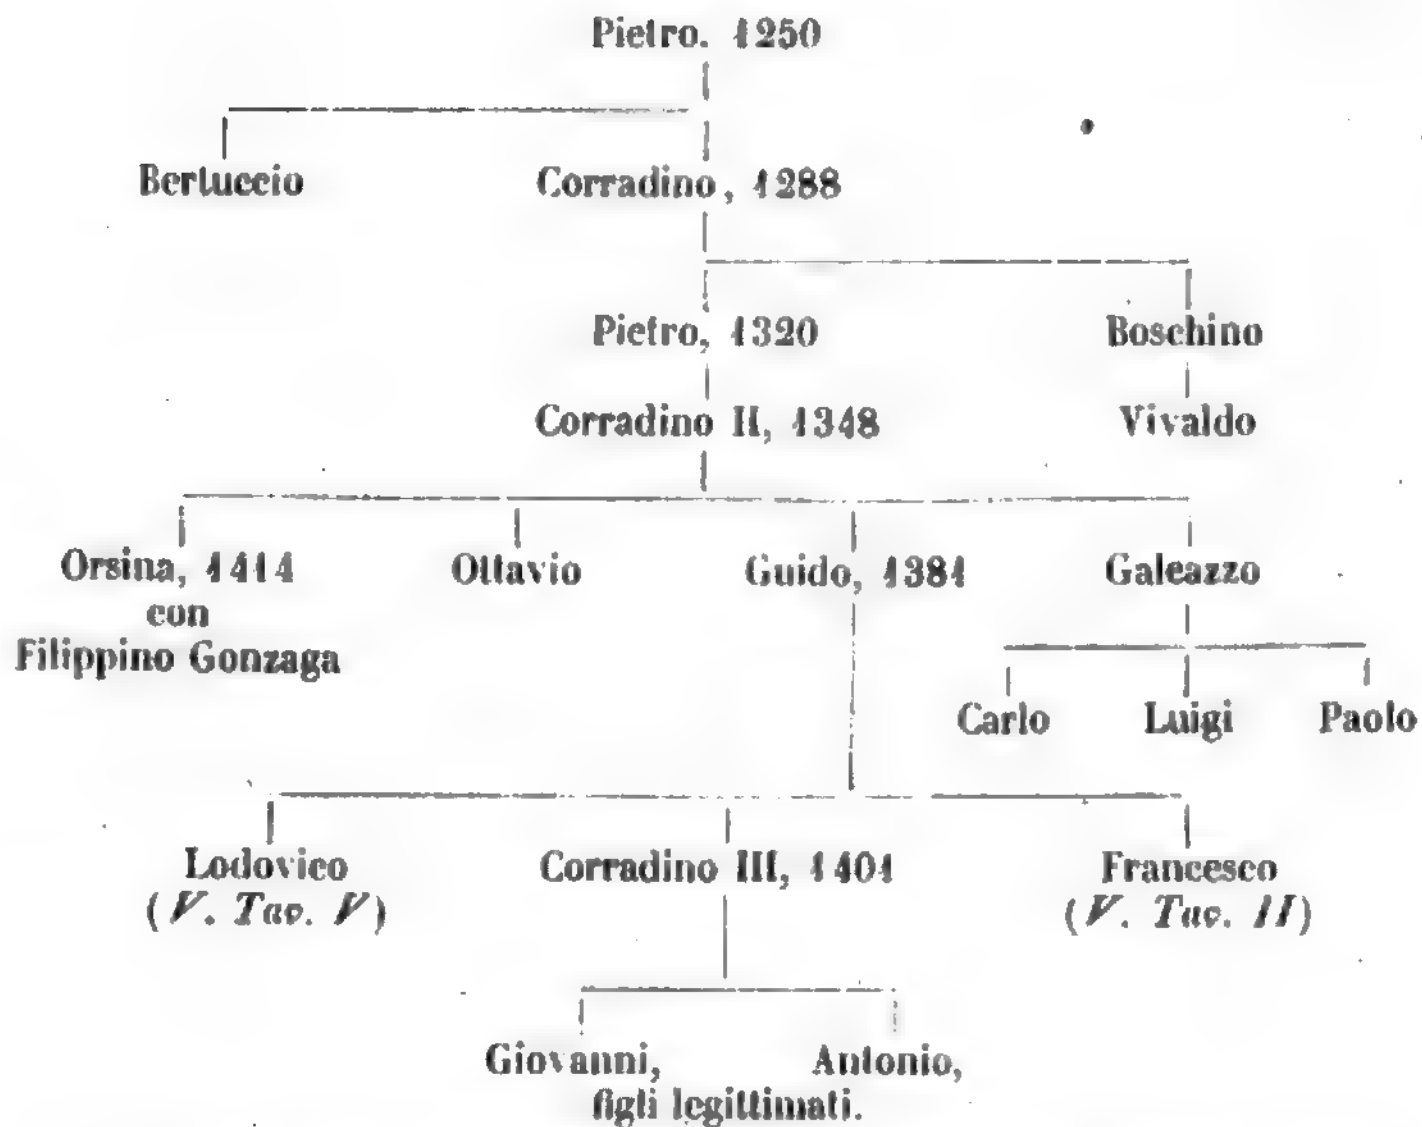 Pietro. 1250
Bertuccio Corradino, 1288
Pietro, 1320 Boschino
Corradino II, 1348 Vivaldo
Orsina, 1414 Ottavio Guido, 1381 Galeazzo
con
Filippino Gonzaga
Carlo Luigi Paolo
Lodovico Corradino III, 1401 Francesco
(V. Tav. V) (V. Tav. II)
Giovanni, Antonio,
figli legittimati.